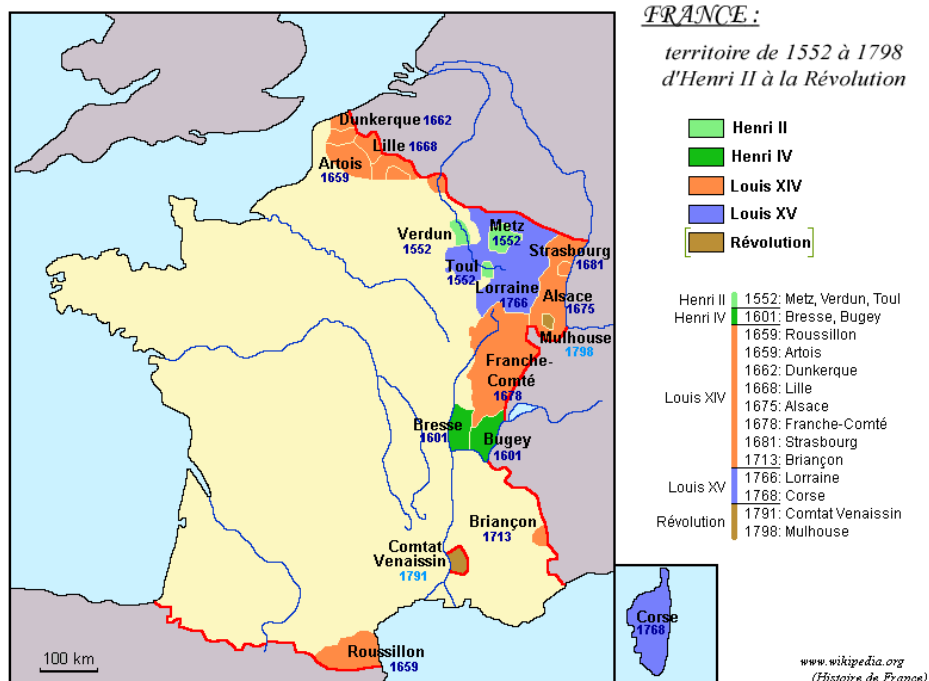 FRANCE :
territoire de 1552 à 1798
d'Henri II à la Révolution
Henri II
Henri IV
Louis XIV
Louis XV
Révolution
Dunkerque 1662
Lille 1668
Artois
1659
Verdun
1552
Metz
1552
Strasbourg
1681
Toul
1552
Lorraine
1766
Alsace
1675
Mulhouse
1798
Franche-
Comté
1678
Bresse
1601
Bugey
1601
Briançon
1713
Comtat
Venaissin
1791
Roussillon
1659
Corse
1768
100 km
Henri II 1552: Metz, Verdun, Toul
Henri IV 1601: Bresse, Bugey
1659: Roussillon
1659: Artois
1662: Dunkerque
1668: Lille
Louis XIV
1675: Alsace
1678: Franche-Comté
1681: Strasbourg
1713: Briançon
1766: Lorraine
Louis XV
1768: Corse
1791: Comtat Venaissin
Révolution
1798: Mulhouse
www.wikipedia.org
(Histoire de France)